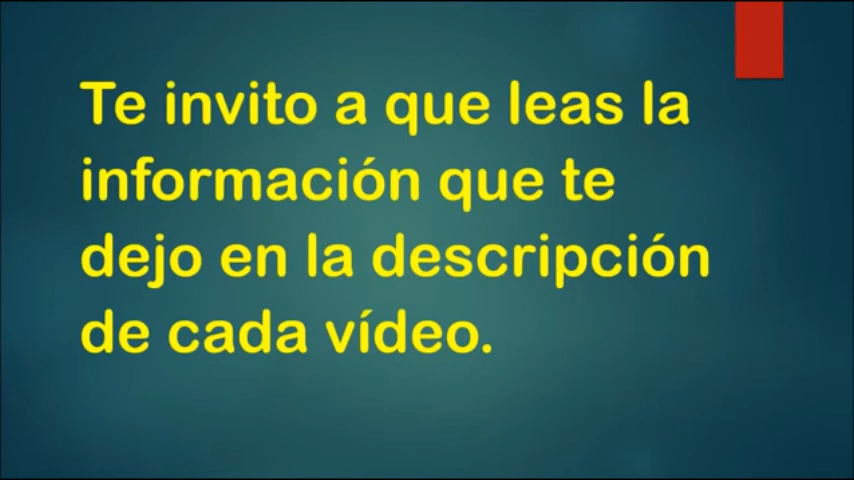 Te invito a que leas la
información que te
dejo en la descripción
de cada vídeo.